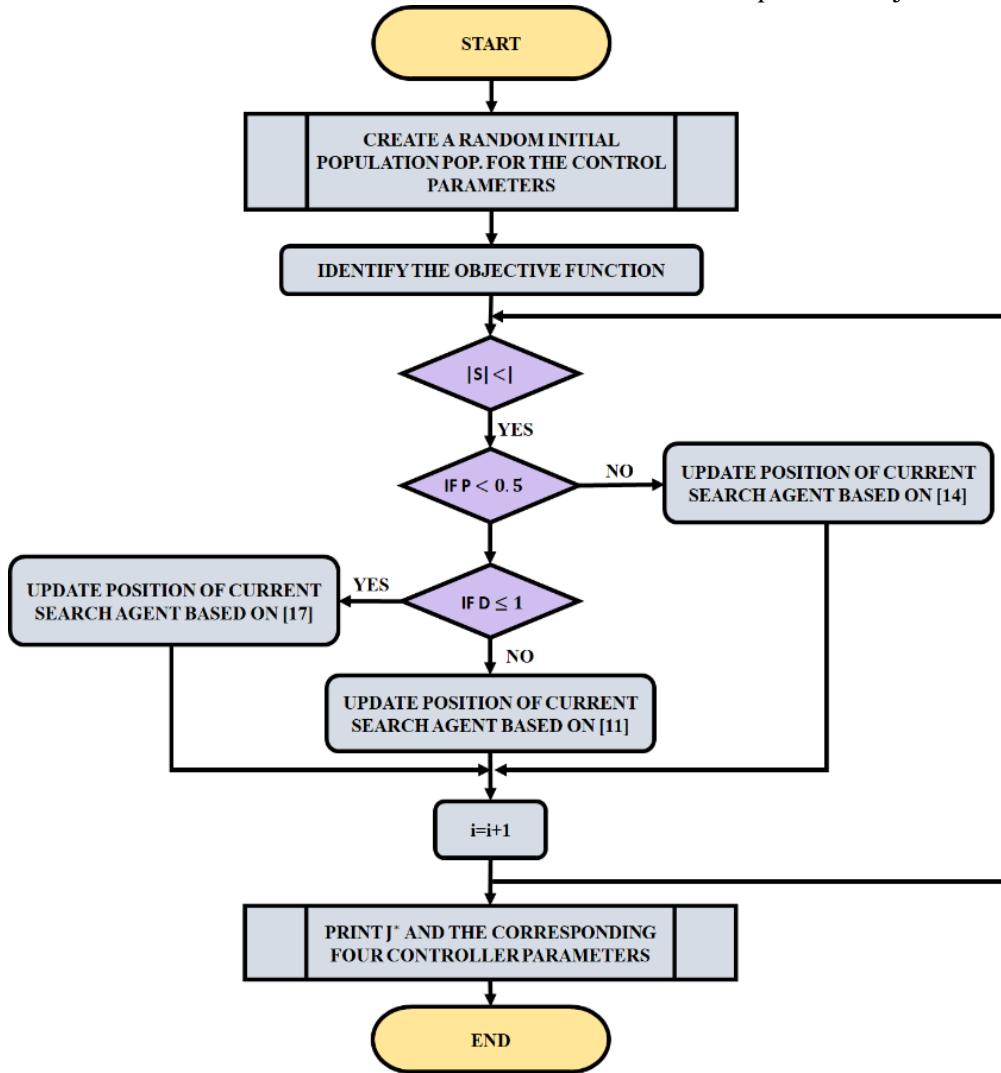 START
CREATE A RANDOM INITIAL
POPULATION POP. FOR THE CONTROL
PARAMETERS
IDENTIFY THE OBJECTIVE FUNCTION
|S| <|
YES
IF P < 0.5
NO
UPDATE POSITION OF CURRENT
SEARCH AGENT BASED ON [14]
UPDATE POSITION OF CURRENT
SEARCH AGENT BASED ON [17]
YES
IF D ≤ 1
NO
UPDATE POSITION OF CURRENT
SEARCH AGENT BASED ON [11]
i=i+1
PRINT J* AND THE CORRESPONDING
FOUR CONTROLLER PARAMETERS
END